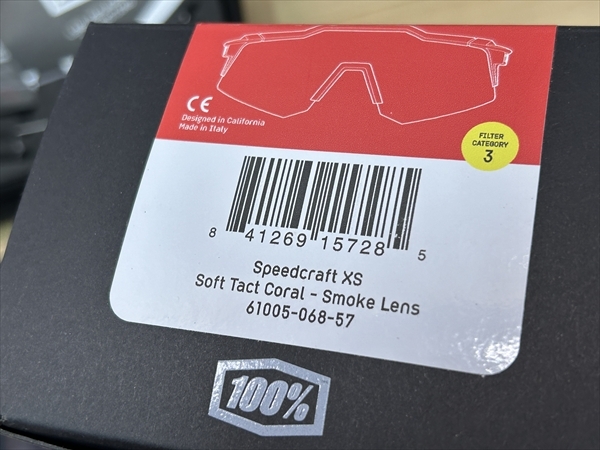 CE
Designed in California
Made in Italy
FILTER
CATEGORY
3
8 41269 15728 5
Speedcraft XS
Soft Tact Coral - Smoke Lens
61005-068-57
100%